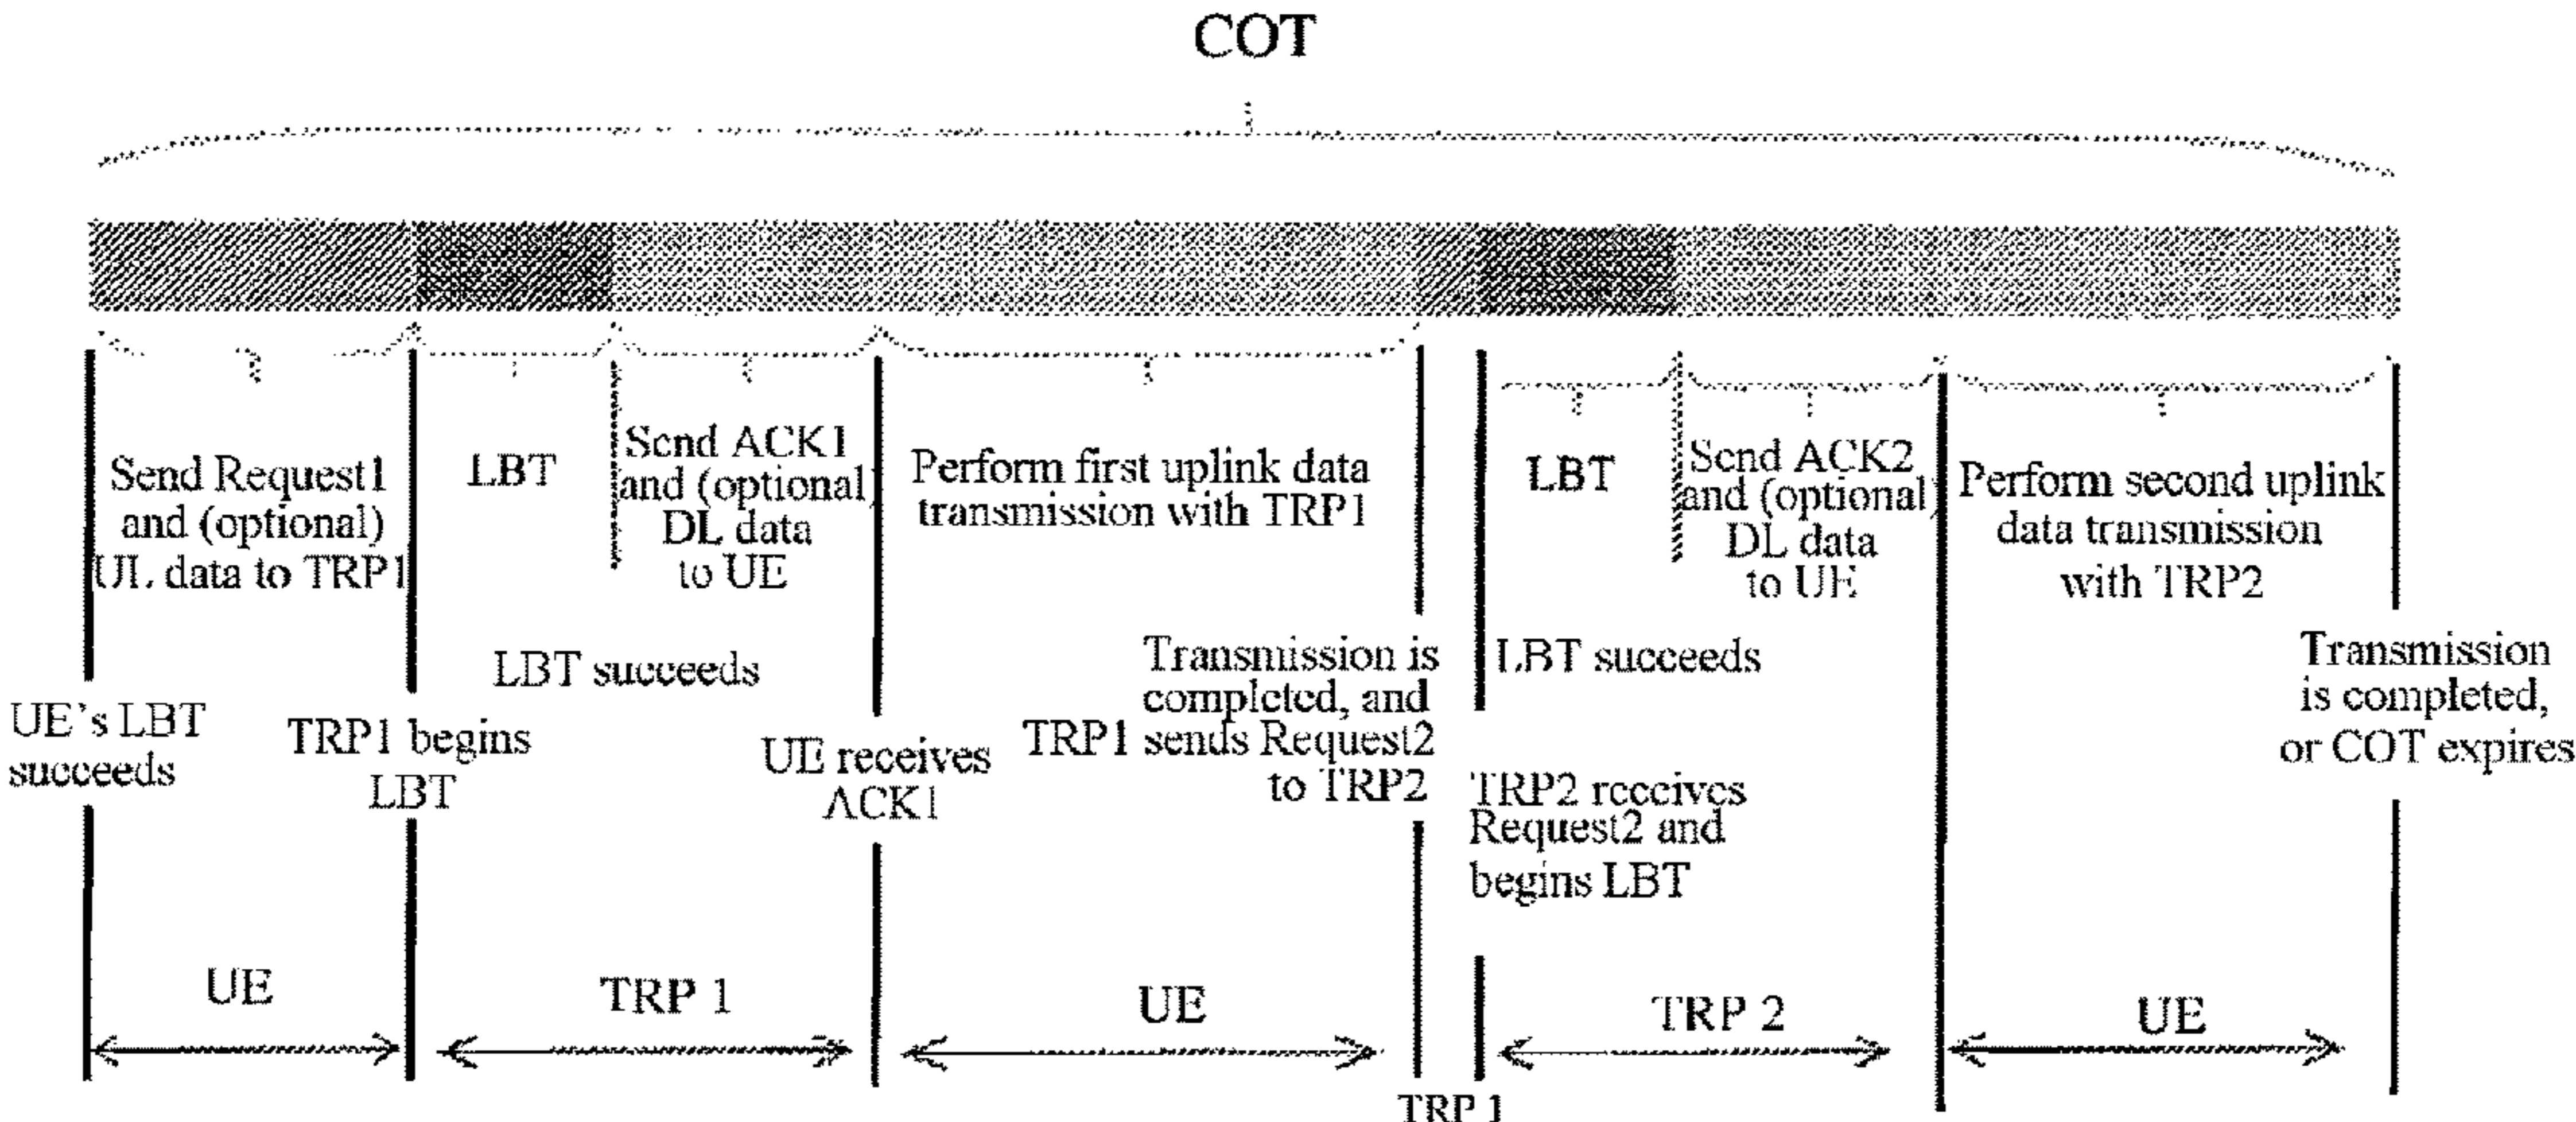 COT
Send Request1
and (optional)
UL data to TRP1
LBT
Send ACK1
and (optional)
DL data
to UE
Perform first uplink data
transmission with TRP1
LBT
Send ACK2
and (optional)
DL data
to UE
Perform second uplink
data transmission
with TRP2
UE's LBT
succeeds
TRP1 begins
LBT
LBT succeeds
UE receives
ACK1
Transmission is
completed, and
TRP1 sends Request2
to TRP2
LBT succeeds
TRP2 receives
Request2 and
begins LBT
Transmission
is completed,
or COT expires
UE
TRP 1
UE
TRP 1
TRP 2
UE